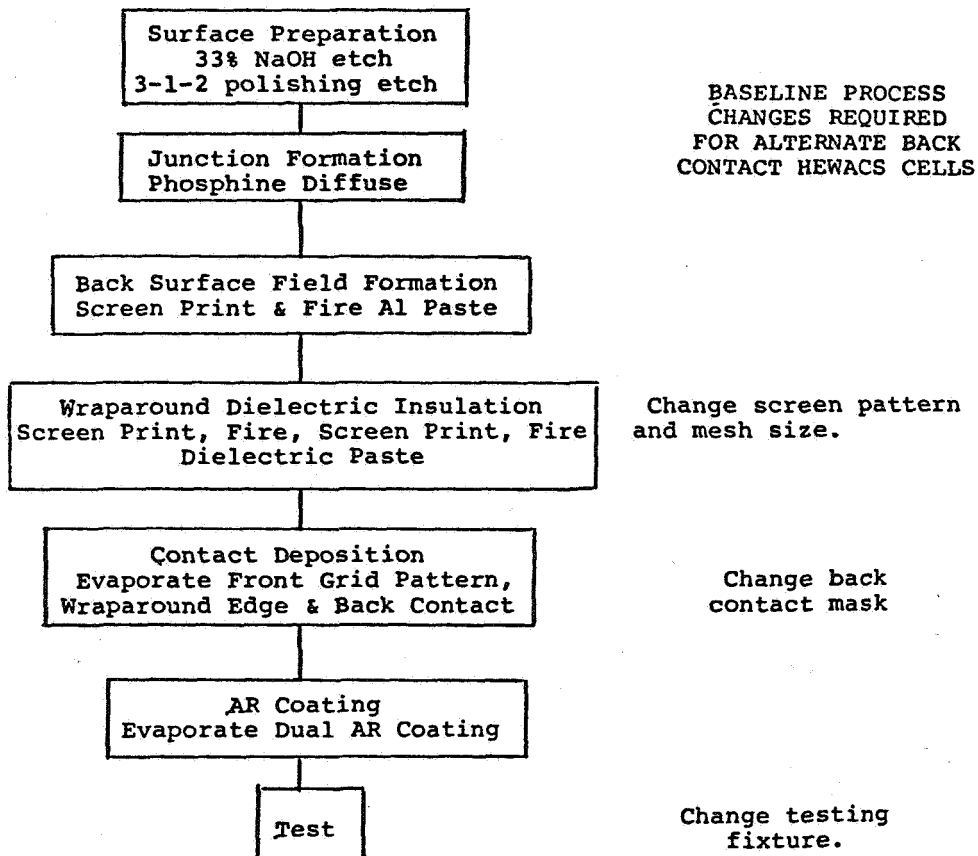 Surface Preparation
33% NaOH etch
3-1-2 polishing etch
BASELINE PROCESS
CHANGES REQUIRED
FOR ALTERNATE BACK
CONTACT HEWACS CELLS
Junction Formation
Phosphine Diffuse
Back Surface Field Formation
Screen Print & Fire Al Paste
Wraparound Dielectric Insulation
Screen Print, Fire, Screen Print, Fire
Dielectric Paste
Change screen pattern
and mesh size.
Contact Deposition
Evaporate Front Grid Pattern,
Wraparound Edge & Back Contact
Change back
contact mask
AR Coating
Evaporate Dual AR Coating
Test
Change testing
fixture.